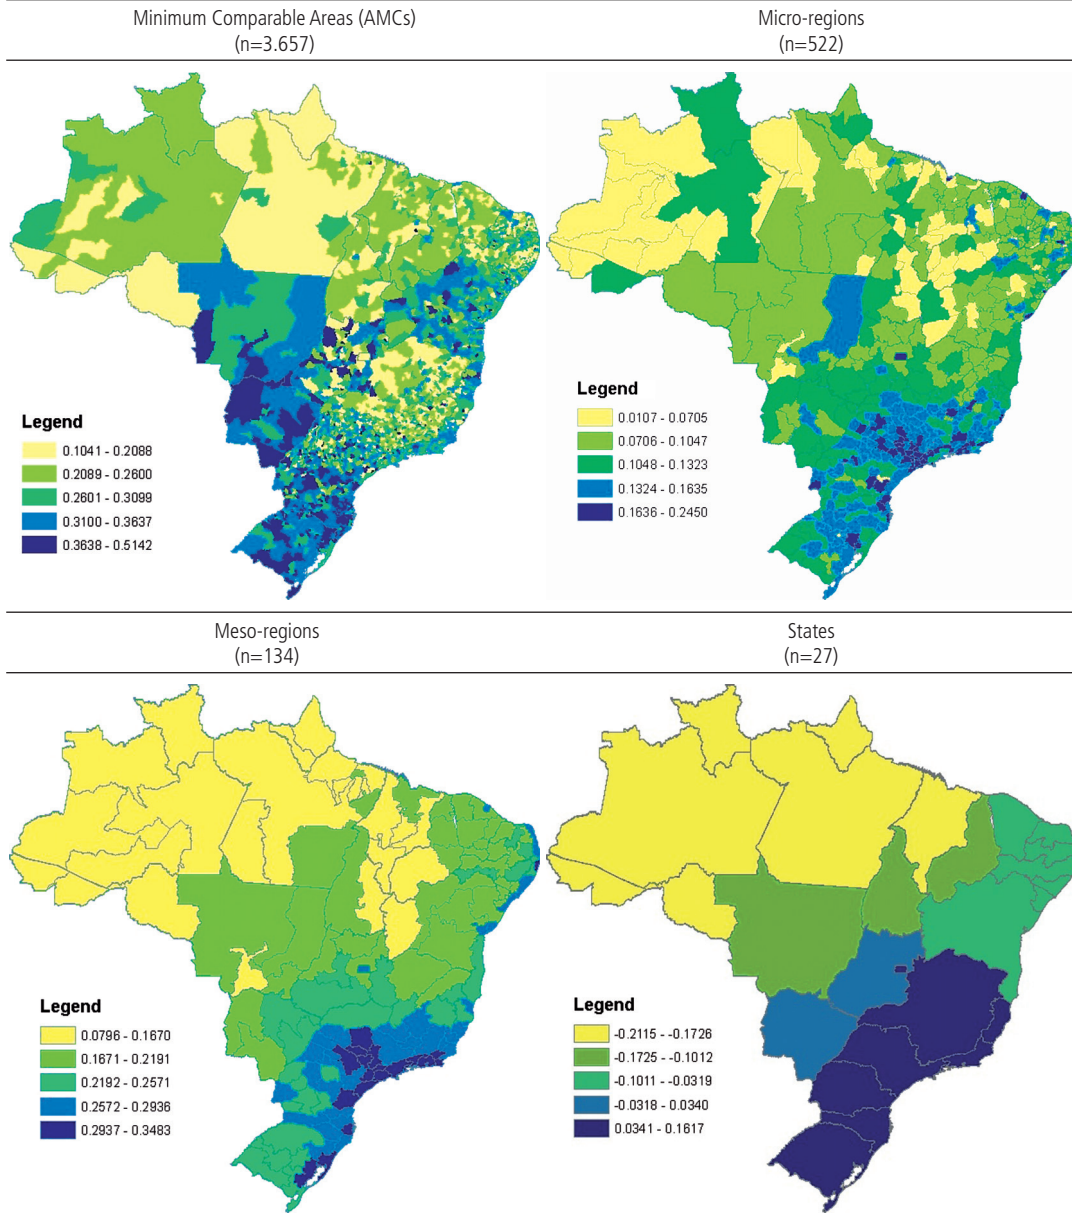 Minimum Comparable Areas (AMCs)
(n=3.657)
Micro-regions
(n=522)
Legend
0.1041 - 0.2088
0.2089 - 0.2600
0.2601 - 0.3099
0.3100 - 0.3637
0.3638 - 0.5142
Legend
0.0107 - 0.0705
0.0706 - 0.1047
0.1048 - 0.1323
0.1324 - 0.1635
0.1636 - 0.2450
Meso-regions
(n=134)
States
(n=27)
Legend
0.0796 - 0.1670
0.1671 - 0.2191
0.2192 - 0.2571
0.2572 - 0.2936
0.2937 - 0.3483
Legend
-0.2115 - -0.1726
-0.1725 - -0.1012
-0.1011 - -0.0319
-0.0318 - 0.0340
0.0341 - 0.1617